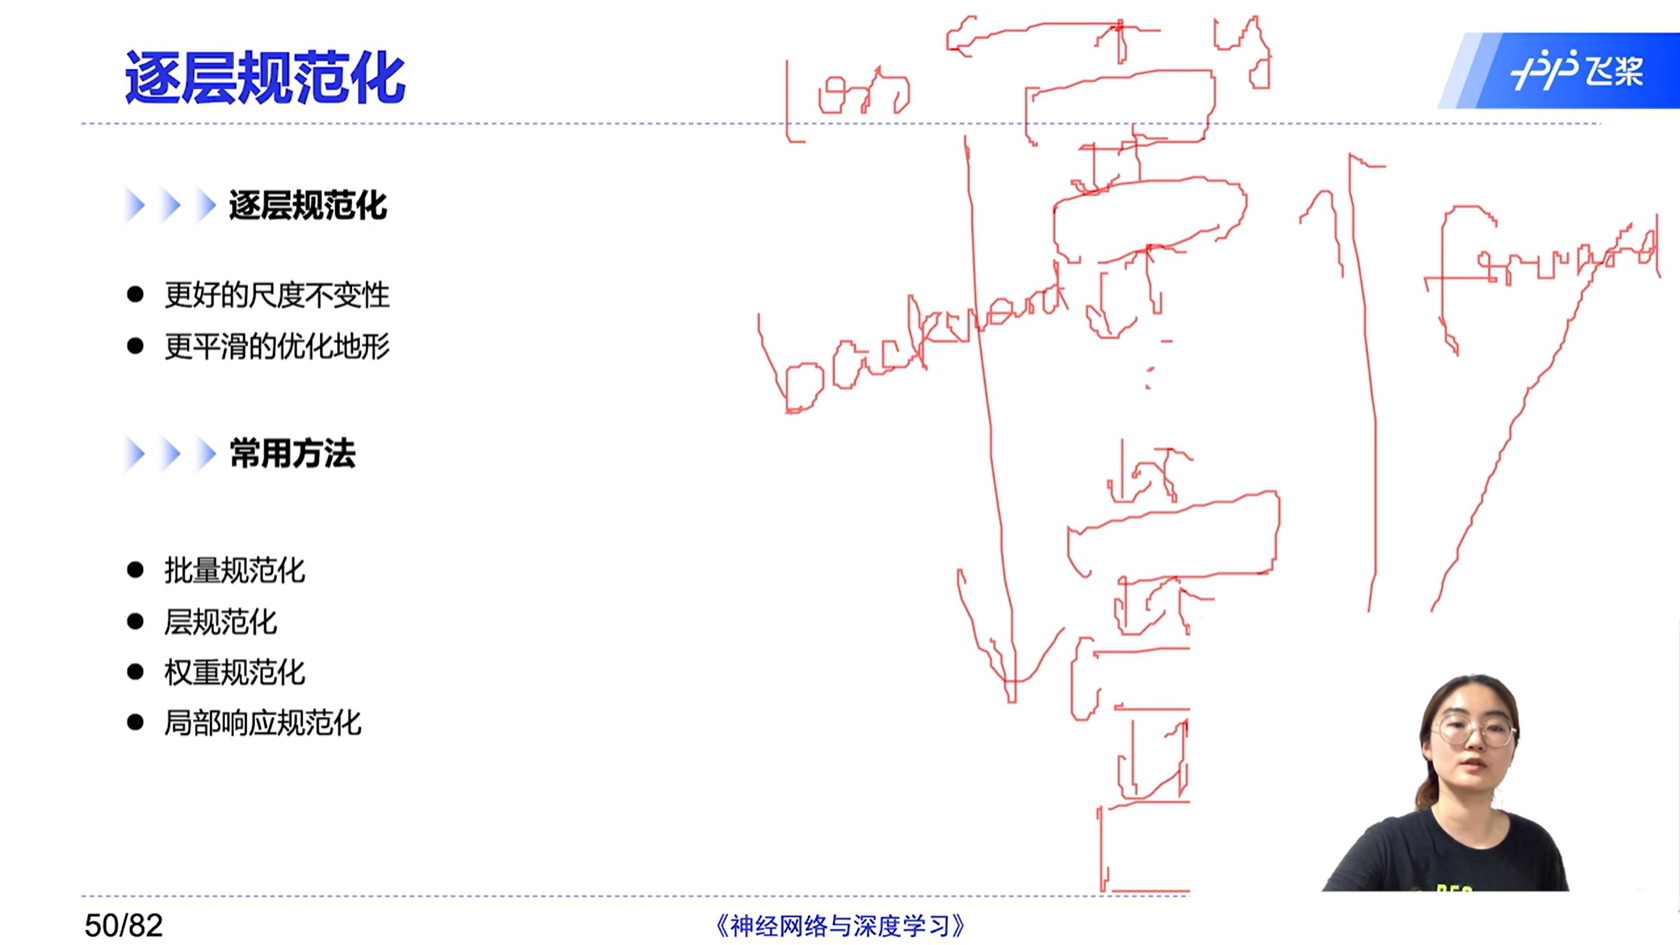 逐层规范化
飞桨
逐层规范化
更好的尺度不变性
更平滑的优化地形
常用方法
批量规范化
层规范化
权重规范化
局部响应规范化
backward
forward
50/82
《神经网络与深度学习》